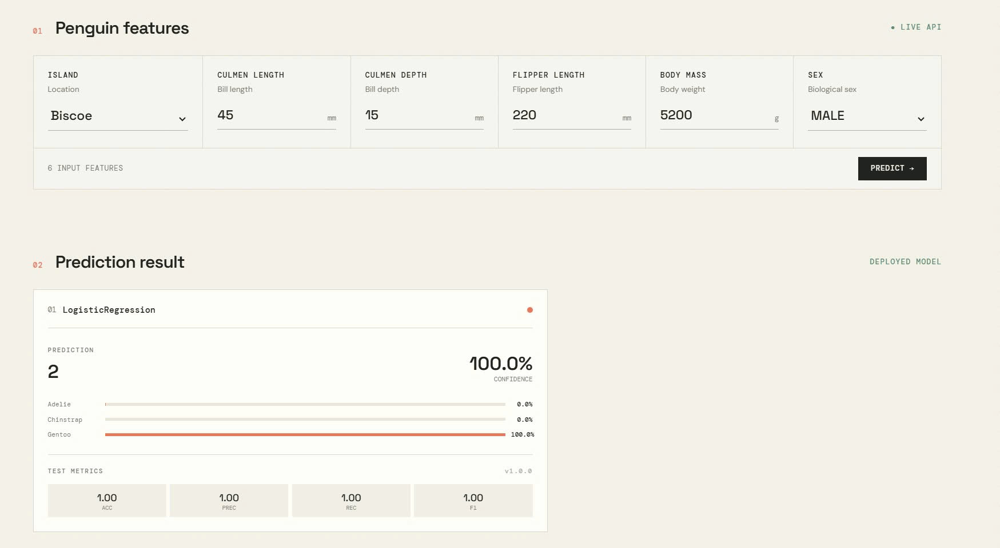 01 Penguin features
● LIVE API
ISLAND
Location
Biscoe
CULMEN LENGTH
Bill length
45 mm
CULMEN DEPTH
Bill depth
15 mm
FLIPPER LENGTH
Flipper length
220 mm
BODY MASS
Body weight
5200 g
SEX
Biological sex
MALE
6 INPUT FEATURES
PREDICT →
02 Prediction result
DEPLOYED MODEL
01 LogisticRegression
PREDICTION
2
100.0%
CONFIDENCE
Adelie 0.0%
Chinstrap 0.0%
Gentoo 100.0%
TEST METRICS
v1.0.0
1.00
ACC
1.00
PREC
1.00
REC
1.00
F1